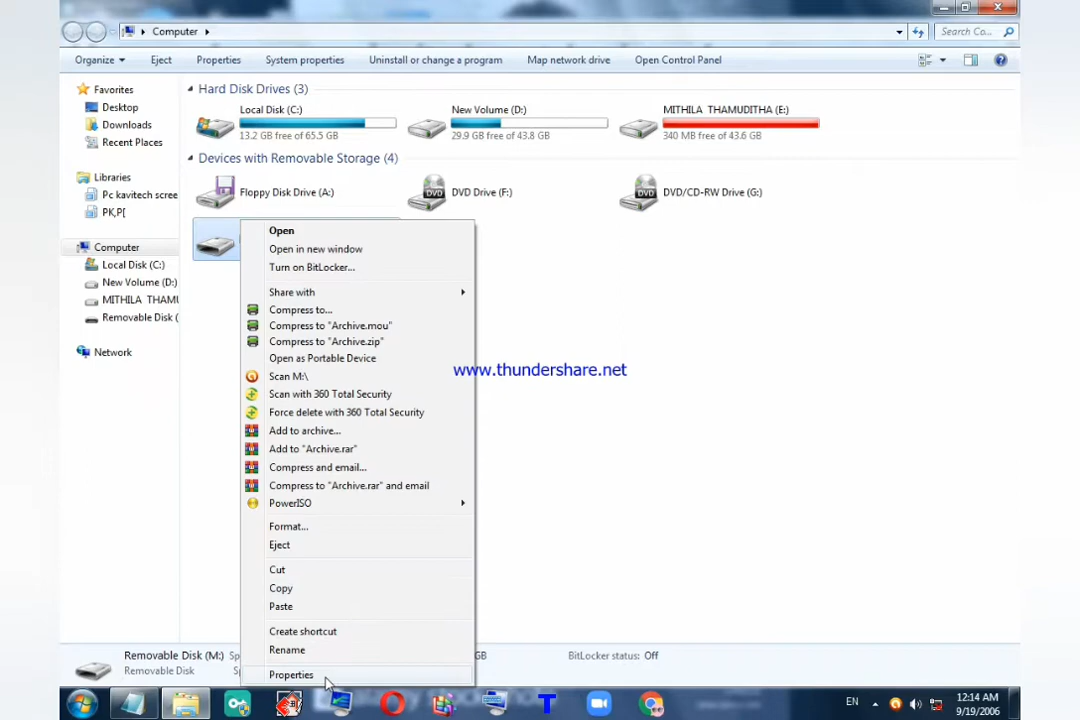 Computer
Search Co...
Organize
Eject
Properties
System properties
Uninstall or change a program
Map network drive
Open Control Panel
Favorites
Desktop
Downloads
Recent Places
Libraries
Pc kavitech scree
PK,P[
Computer
Local Disk (C:)
New Volume (D:)
MITHILA THAMU
Removable Disk (
Network
Hard Disk Drives (3)
Local Disk (C:)
13.2 GB free of 65.5 GB
New Volume (D:)
29.9 GB free of 43.8 GB
MITHILA THAMUDITHA (E:)
340 MB free of 43.6 GB
Devices with Removable Storage (4)
Floppy Disk Drive (A:)
DVD Drive (F:)
DVD/CD-RW Drive (G:)
Open
Open in new window
Turn on BitLocker...
Share with
Compress to...
Compress to "Archive.mou"
Compress to "Archive.zip"
Open as Portable Device
Scan M:\
Scan with 360 Total Security
Force delete with 360 Total Security
Add to archive...
Add to "Archive.rar"
Compress and email...
Compress to "Archive.rar" and email
PowerISO
Format...
Eject
Cut
Copy
Paste
Create shortcut
Rename
Properties
www.thundershare.net
Removable Disk (M:) Sp
Removable Disk Sp
GB
BitLocker status: Off
EN
12:14 AM
9/19/2006